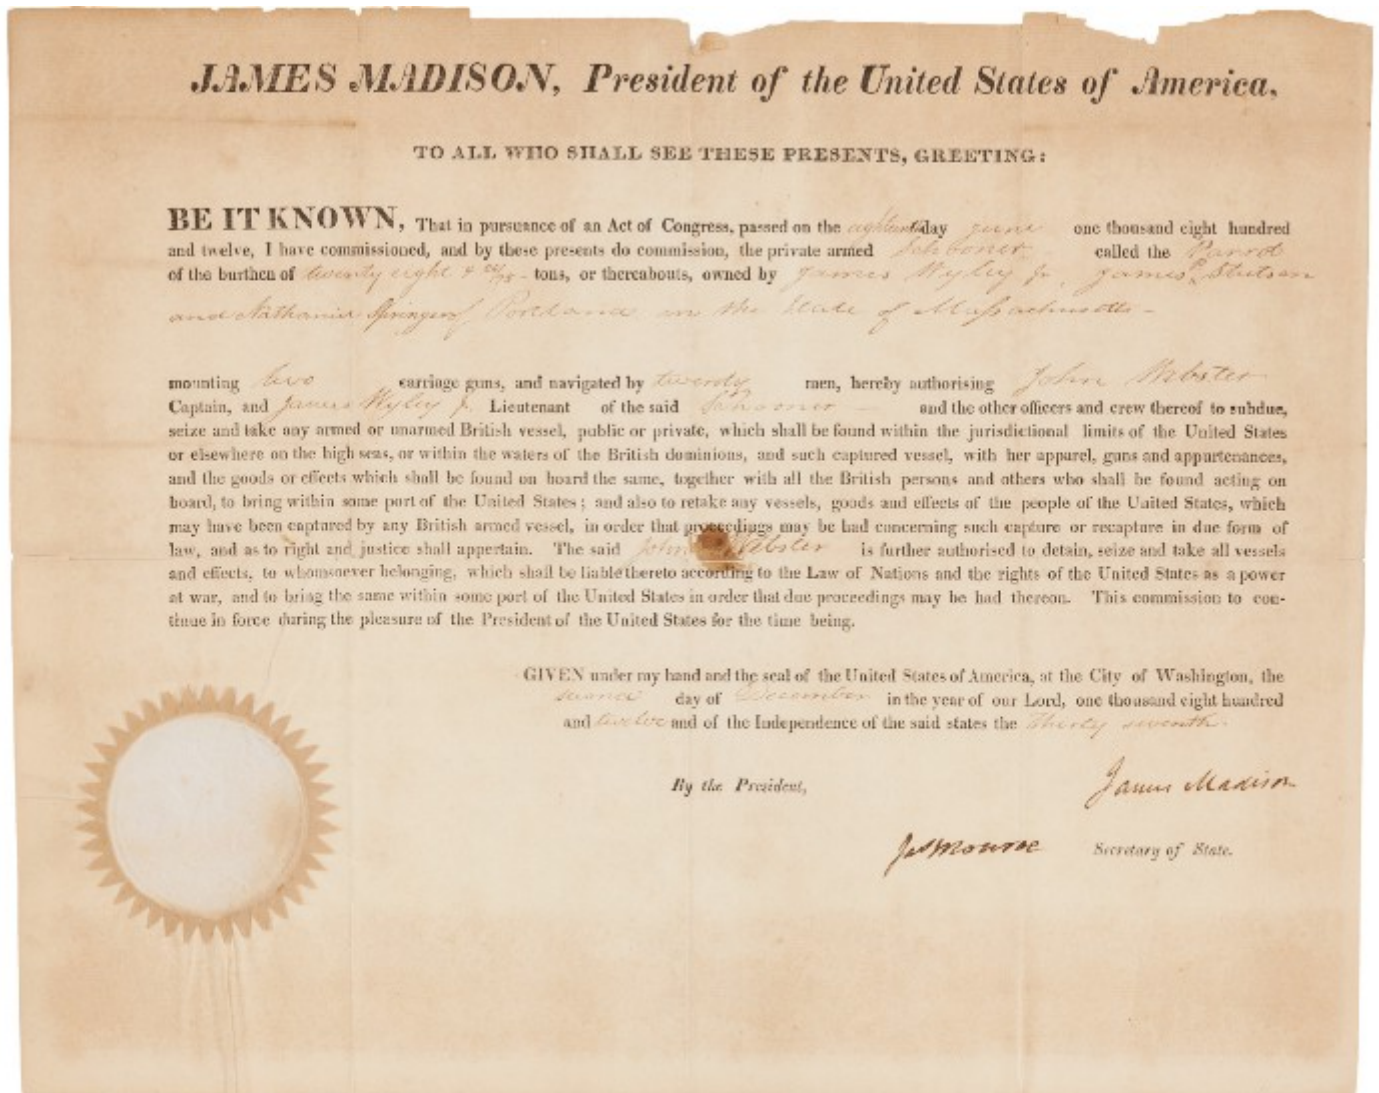 JAMES MADISON, President of the United States of America,
TO ALL WHO SHALL SEE THESE PRESENTS, GREETING:
BE IT KNOWN, That in pursuance of an Act of Congress, passed on the eighteenth day june one thousand eight hundred
and twelve, I have commissioned, and by these presents do commission, the private armed Schooner called the Parrot
of the burthen of twenty eight & tons, or thereabouts, owned by James Wyley jr, James Stutson
and Nathaniel Springer of Portland in the State of Massachusetts
mounting two carriage guns, and navigated by twenty men, hereby authorising John Webster
Captain, and James Wyley jr. Lieutenant of the said Schooner and the other officers and crew thereof to subdue,
seize and take any armed or unarmed British vessel, public or private, which shall be found within the jurisdictional limits of the United States
or elsewhere on the high seas, or within the waters of the British dominions, and such captured vessel, with her apparel, guns and appurtenances,
and the goods or effects which shall be found on board the same, together with all the British persons and others who shall be found acting on
board, to bring within some port of the United States; and also to retake any vessels, goods and effects of the people of the United States, which
may have been captured by any British armed vessel, in order that proceedings may be had concerning such capture or recapture in due form of
law, and as to right and justice shall appertain. The said John Webster is further authorised to detain, seize and take all vessels
and effects, to whomsoever belonging, which shall be liable thereto according to the Law of Nations and the rights of the United States as a power
at war, and to bring the same within some port of the United States in order that due proceedings may be had thereon. This commission to con-
tinue in force during the pleasure of the President of the United States for the time being.
GIVEN under my hand and the seal of the United States of America, at the City of Washington, the
second day of December in the year of our Lord, one thousand eight hundred
and twelve and of the Independence of the said states the thirty seventh.
By the President, James Madison
Jas Monroe Secretary of State.